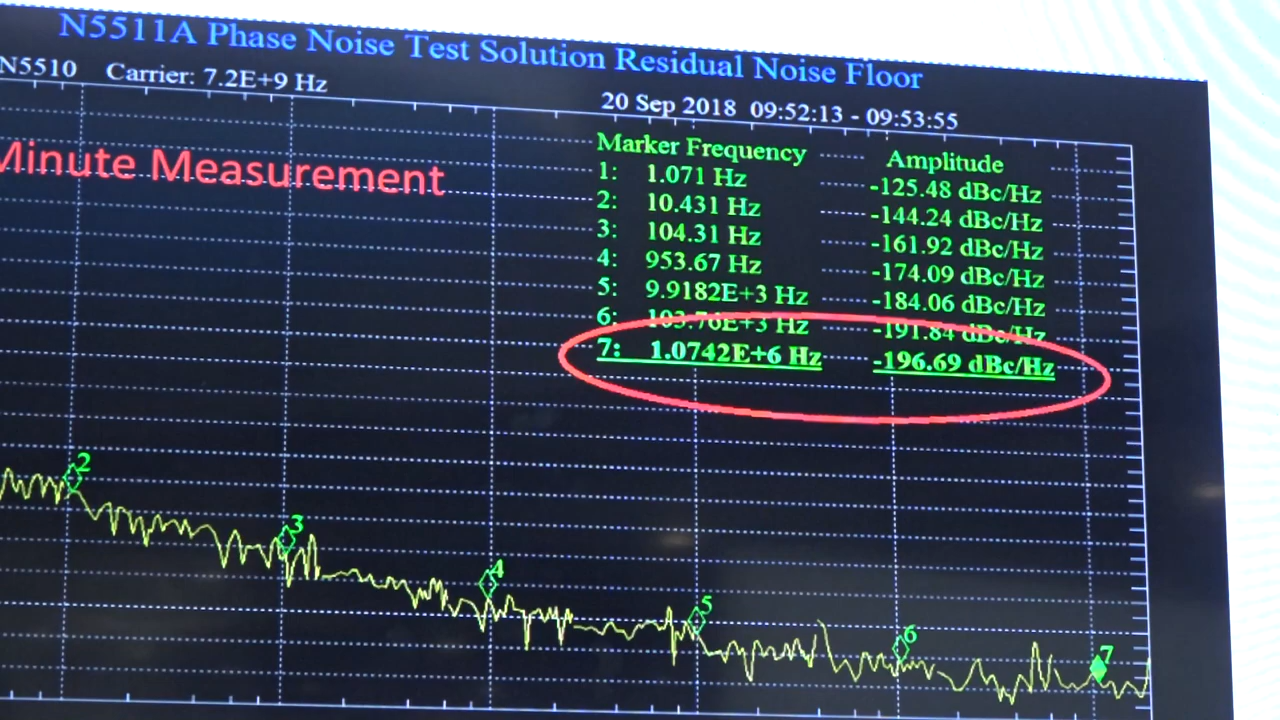 N5511A Phase Noise Test Solution Residual Noise Floor
N5510 Carrier: 7.2E+9 Hz
20 Sep 2018 09:52:13 - 09:53:55
Minute Measurement
Marker Frequency Amplitude
1: 1.071 Hz -125.48 dBc/Hz
2: 10.431 Hz -144.24 dBc/Hz
3: 104.31 Hz -161.92 dBc/Hz
4: 953.67 Hz -174.09 dBc/Hz
5: 9.9182E+3 Hz -184.06 dBc/Hz
6: 103.76E+3 Hz -191.84 dBc/Hz
7: 1.0742E+6 Hz -196.69 dBc/Hz
2
3
4
5
6
7